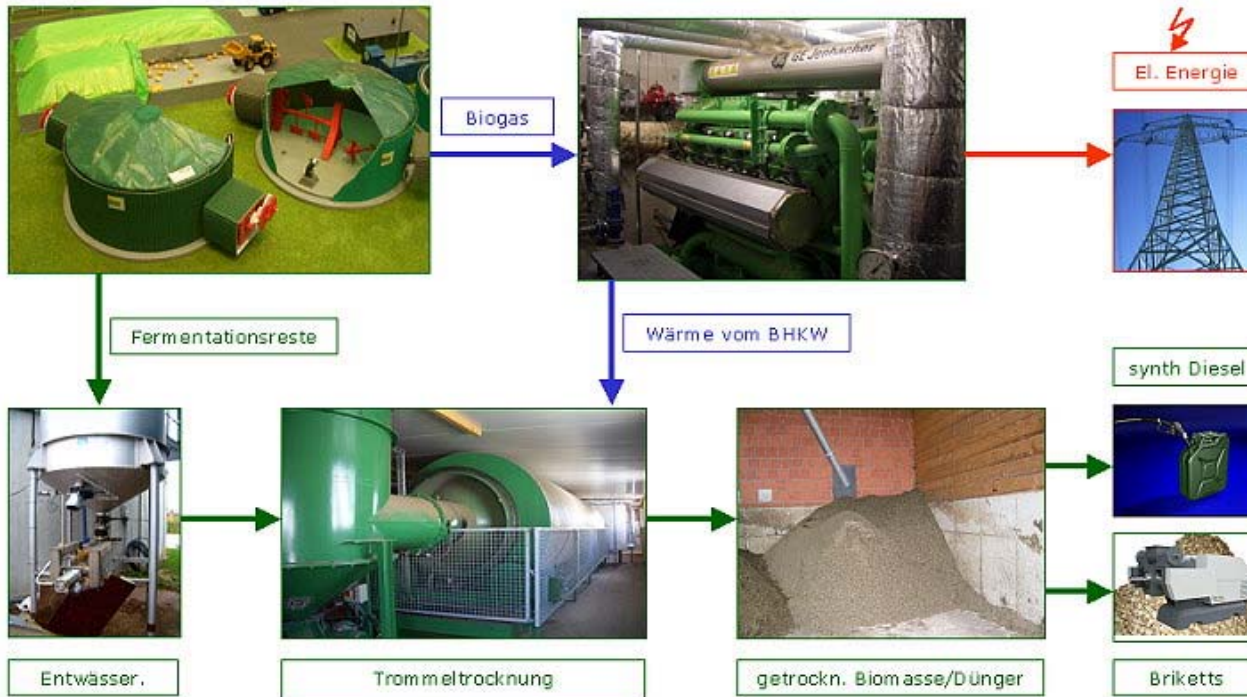 GE Jenbacher
El. Energie
Biogas
Fermentationsreste
Wärme vom BHKW
synth Diesel
Entwässer.
Trommeltrocknung
getrockn. Biomasse/Dünger
Briketts